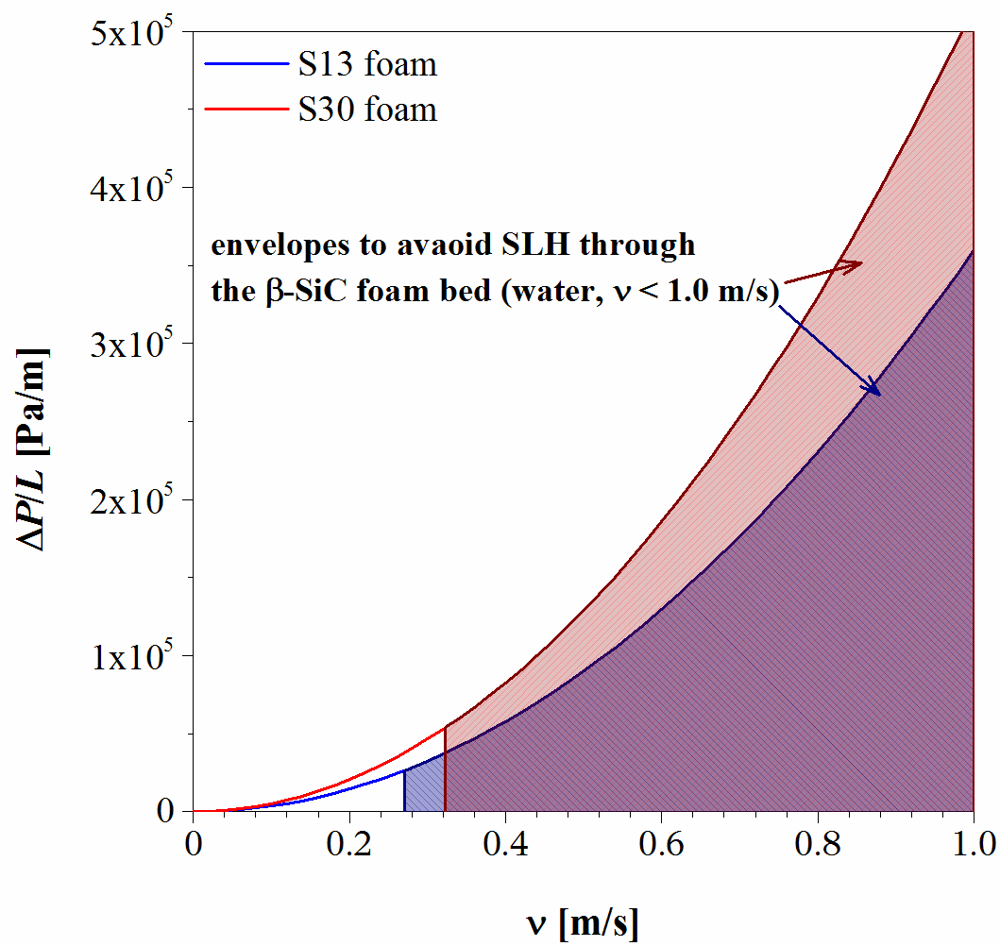 5x10⁵
S13 foam
S30 foam
4x10⁵
envelopes to avaoid SLH through
the β-SiC foam bed (water, ν < 1.0 m/s)
3x10⁵
ΔP/L [Pa/m]
2x10⁵
1x10⁵
0
0 0.2 0.4 0.6 0.8 1.0
ν [m/s]